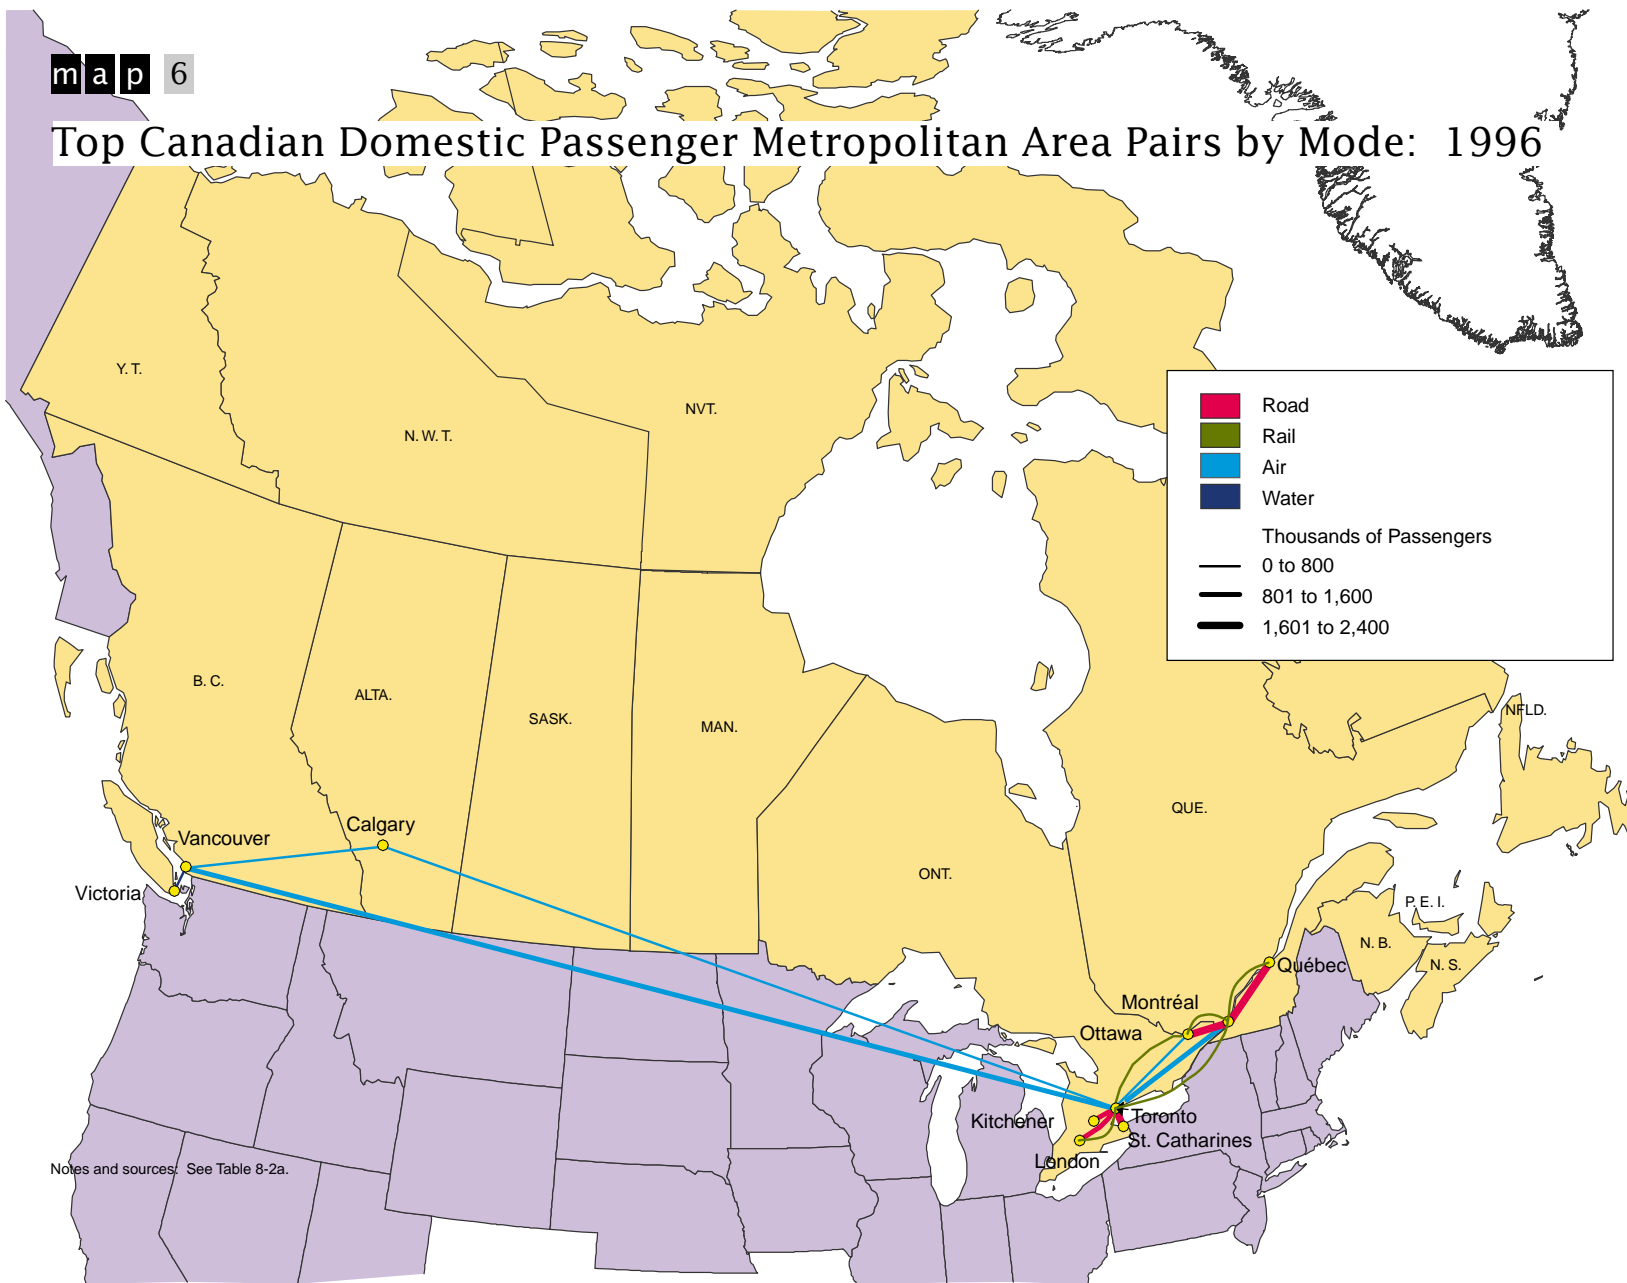 map 6
Top Canadian Domestic Passenger Metropolitan Area Pairs by Mode: 1996
Y. T.
N. W. T.
NVT.
Road
Rail
Air
Water
Thousands of Passengers
0 to 800
801 to 1,600
1,601 to 2,400
B. C.
ALTA.
SASK.
MAN.
NFLD.
QUE.
Vancouver
Calgary
ONT.
Victoria
P. E. I.
N. B.
N. S.
Québec
Montréal
Ottawa
Kitchener
Toronto
St. Catharines
London
Notes and sources: See Table 8-2a.